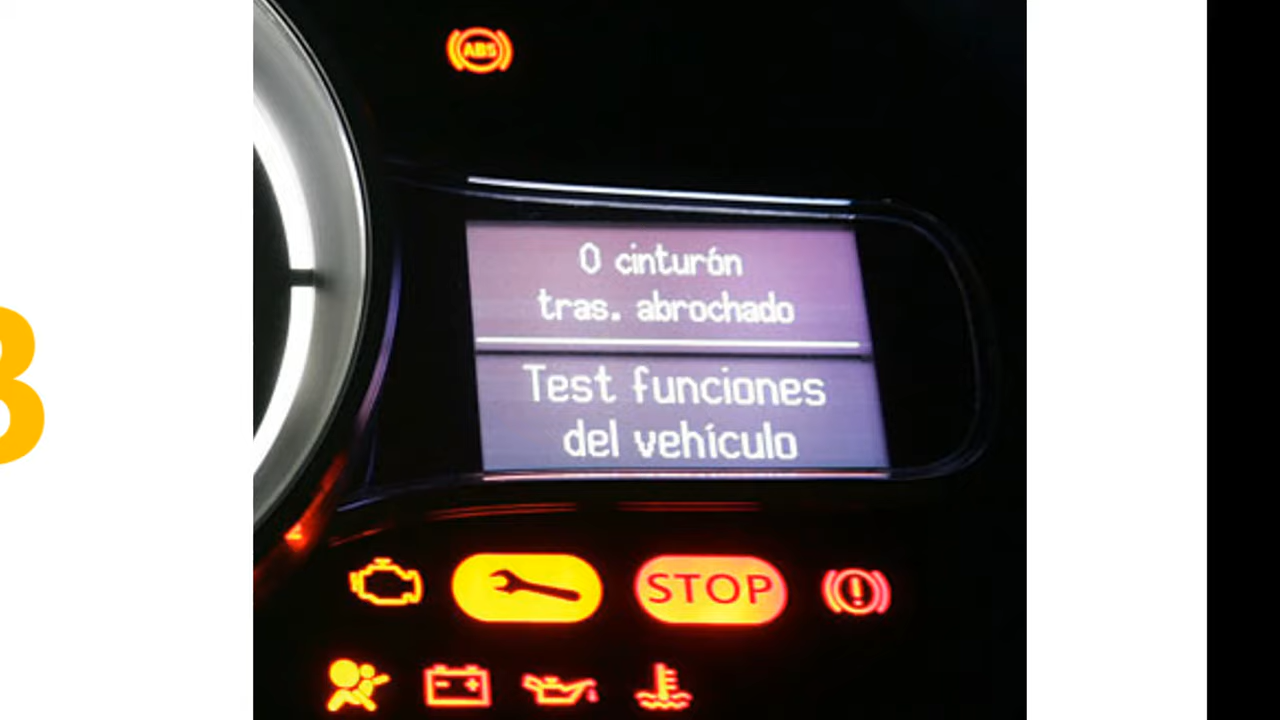 ABS
0 cinturón
tras. abrochado
Test funciones
del vehículo
STOP